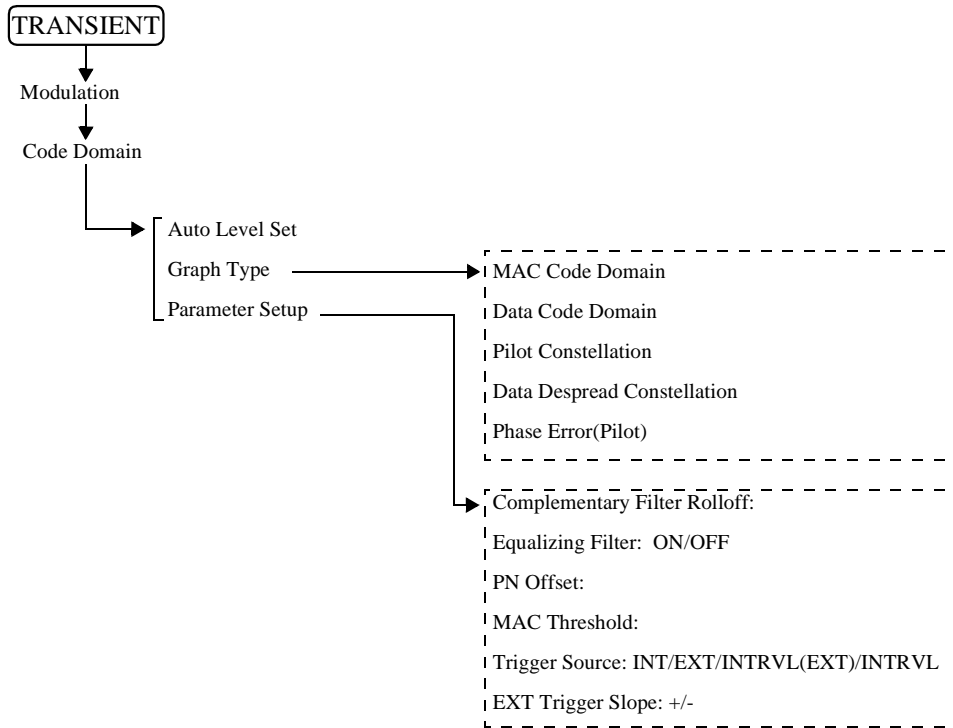 TRANSIENT
Modulation
Code Domain
Auto Level Set
Graph Type
Parameter Setup
MAC Code Domain
Data Code Domain
Pilot Constellation
Data Despread Constellation
Phase Error(Pilot)
Complementary Filter Rolloff:
Equalizing Filter:  ON/OFF
PN Offset:
MAC Threshold:
Trigger Source: INT/EXT/INTRVL(EXT)/INTRVL
EXT Trigger Slope: +/-